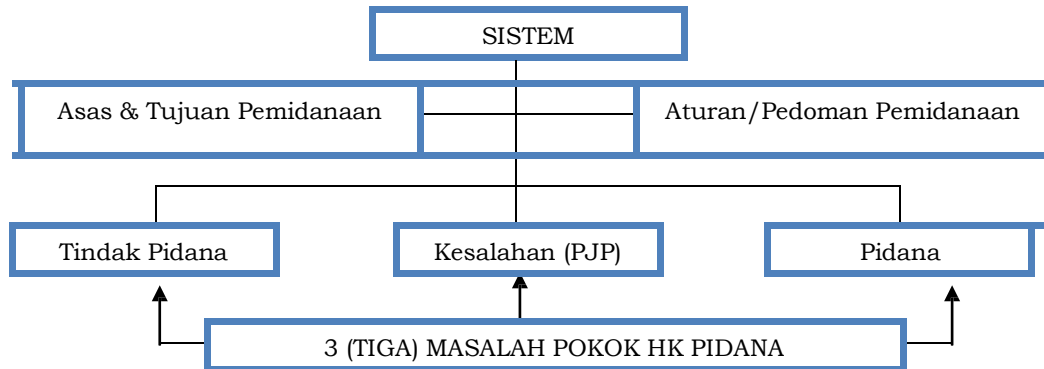 SISTEM
Asas & Tujuan Pemidanaan
Aturan/Pedoman Pemidanaan
Tindak Pidana
Kesalahan (PJP)
Pidana
3 (TIGA) MASALAH POKOK HK PIDANA